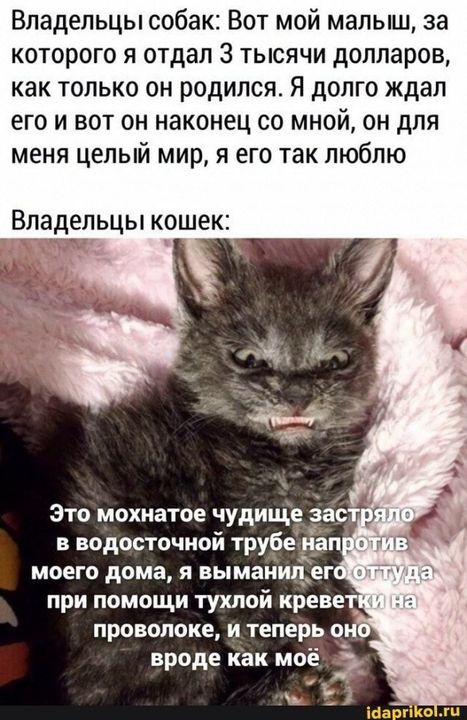 Владельцы собак: Вот мой малыш, за
которого я отдал 3 тысячи долларов,
как только он родился. Я долго ждал
его и вот он наконец со мной, он для
меня целый мир, я его так люблю
Владельцы кошек:
Это мохнатое чудище застряло
в водосточной трубе напротив
моего дома, я выманил его оттуда
при помощи тухлой креветки на
проволоке, и теперь оно
вроде как моё
idaprikol.ru